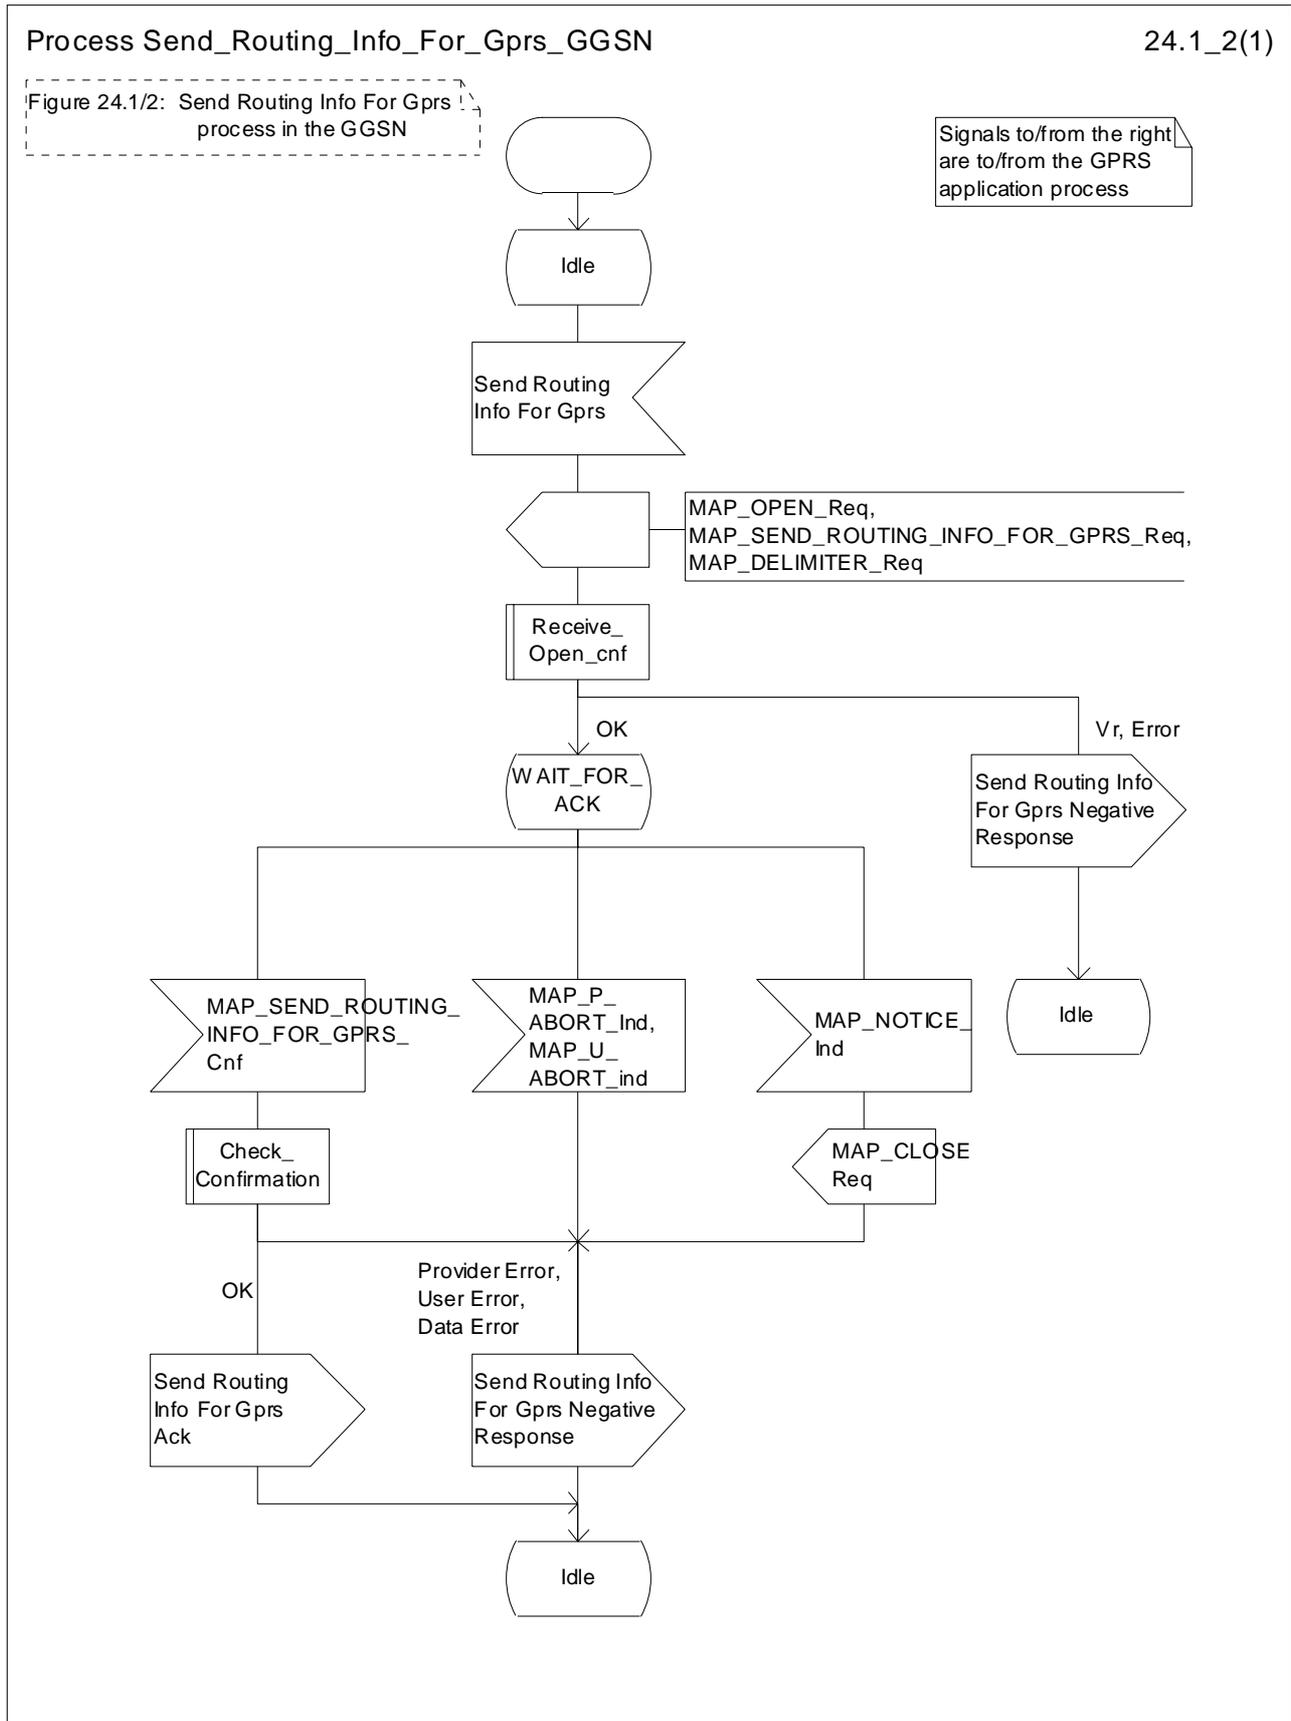 Process Send_Routing_Info_For_Gprs_GGSN
24.1_2(1)
Figure 24.1/2: Send Routing Info For Gprs
process in the GGSN
Signals to/from the right
are to/from the GPRS
application process
Idle
Send Routing
Info For Gprs
MAP_OPEN_Req,
MAP_SEND_ROUTING_INFO_FOR_GPRS_Req,
MAP_DELIMITER_Req
Receive_
Open_cnf
OK
Vr, Error
WAIT_FOR_
ACK
Send Routing Info
For Gprs Negative
Response
MAP_SEND_ROUTING_
INFO_FOR_GPRS_
Cnf
MAP_P_
ABORT_Ind,
MAP_U_
ABORT_ind
MAP_NOTICE_
Ind
Idle
Check_
Confirmation
MAP_CLOSE
Req
OK
Provider Error,
User Error,
Data Error
Send Routing
Info For Gprs
Ack
Send Routing Info
For Gprs Negative
Response
Idle